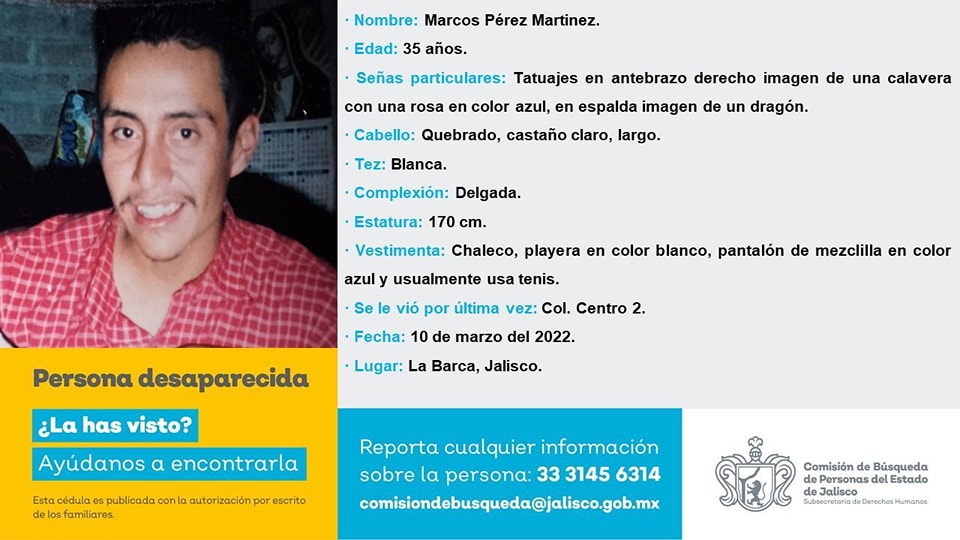 · Nombre: Marcos Pérez Martinez.
· Edad: 35 años.
· Señas particulares: Tatuajes en antebrazo derecho imagen de una calavera
con una rosa en color azul, en espalda imagen de un dragón.
· Cabello: Quebrado, castaño claro, largo.
· Tez: Blanca.
· Complexión: Delgada.
· Estatura: 170 cm.
· Vestimenta: Chaleco, playera en color blanco, pantalón de mezclilla en color
azul y usualmente usa tenis.
· Se le vió por última vez: Col. Centro 2.
· Fecha: 10 de marzo del 2022.
· Lugar: La Barca, Jalisco.
Persona desaparecida
¿La has visto?
Ayúdanos a encontrarla
Esta cédula es publicada con la autorización por escrito
de los familiares.
Reporta cualquier información
sobre la persona: 33 3145 6314
comisiondebusqueda@jalisco.gob.mx
Comisión de Búsqueda
de Personas del Estado
de Jalisco
Subsecretaría de Derechos Humanos